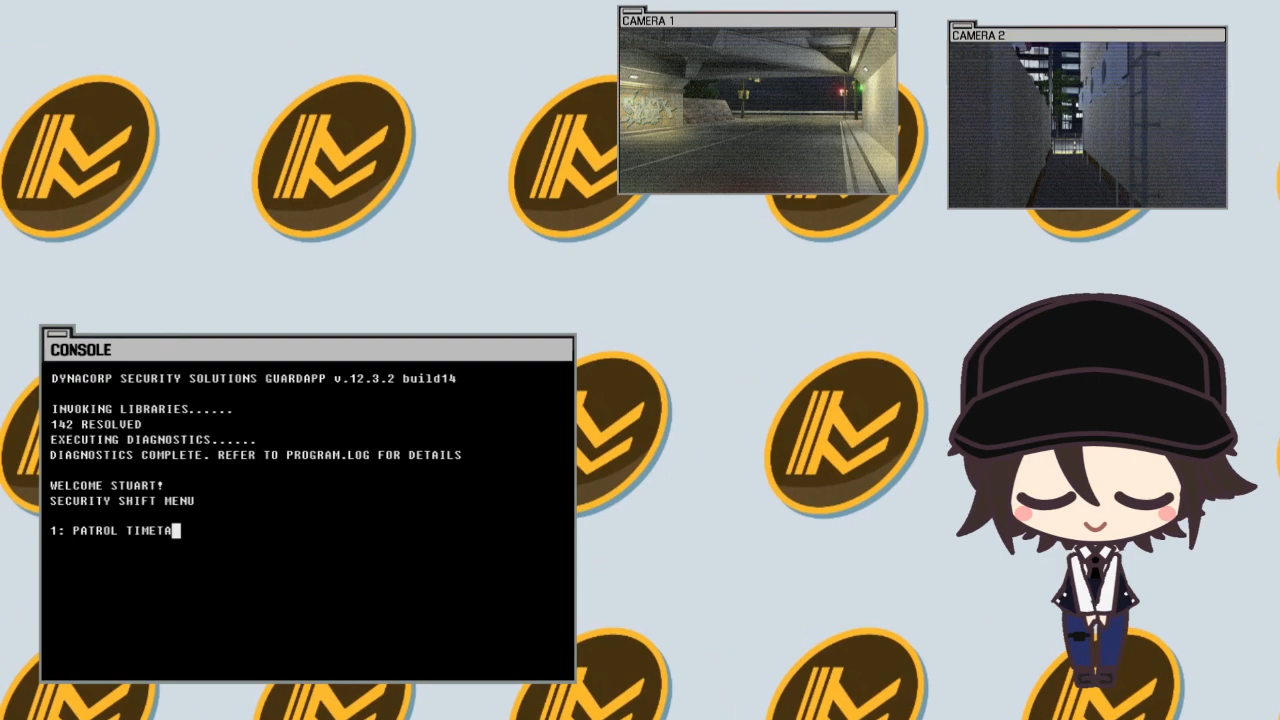 CAMERA 1
CAMERA 2
CONSOLE
DYNACORP SECURITY SOLUTIONS GUARDAPP v.12.3.2 build14
INVOKING LIBRARIES......
142 RESOLVED
EXECUTING DIAGNOSTICS......
DIAGNOSTICS COMPLETE. REFER TO PROGRAM.LOG FOR DETAILS
WELCOME STUART!
SECURITY SHIFT MENU
1: PATROL TIMETA